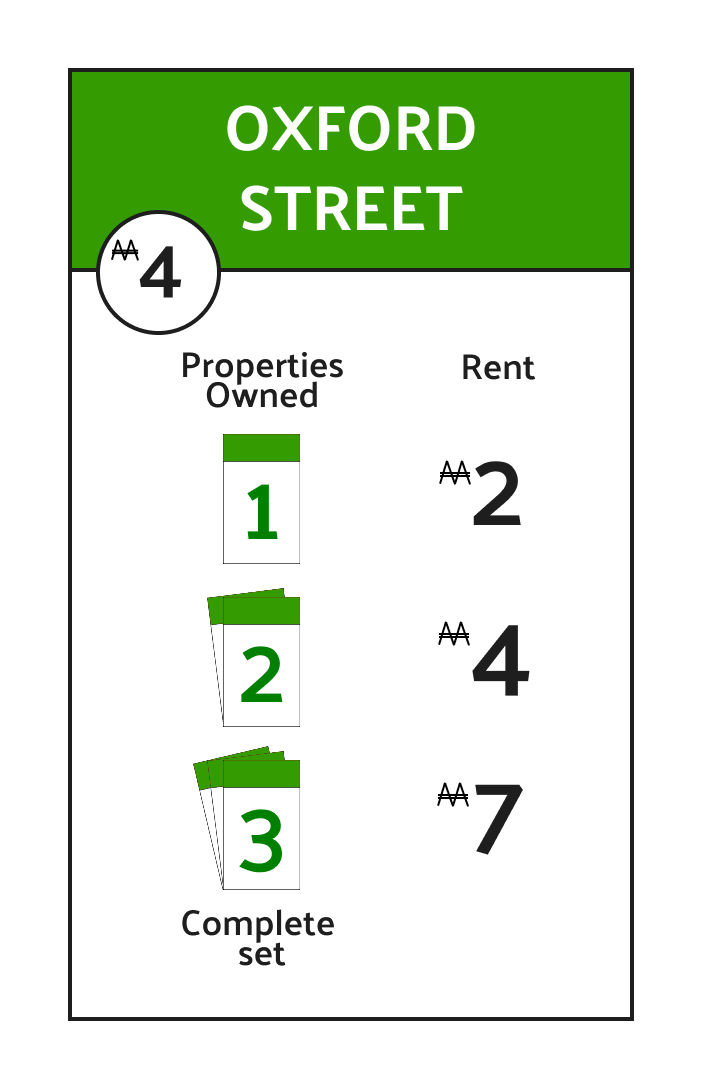 OXFORD
STREET
₩4
Properties Rent
Owned
1 ₩2
2 ₩4
3 ₩7
Complete
set